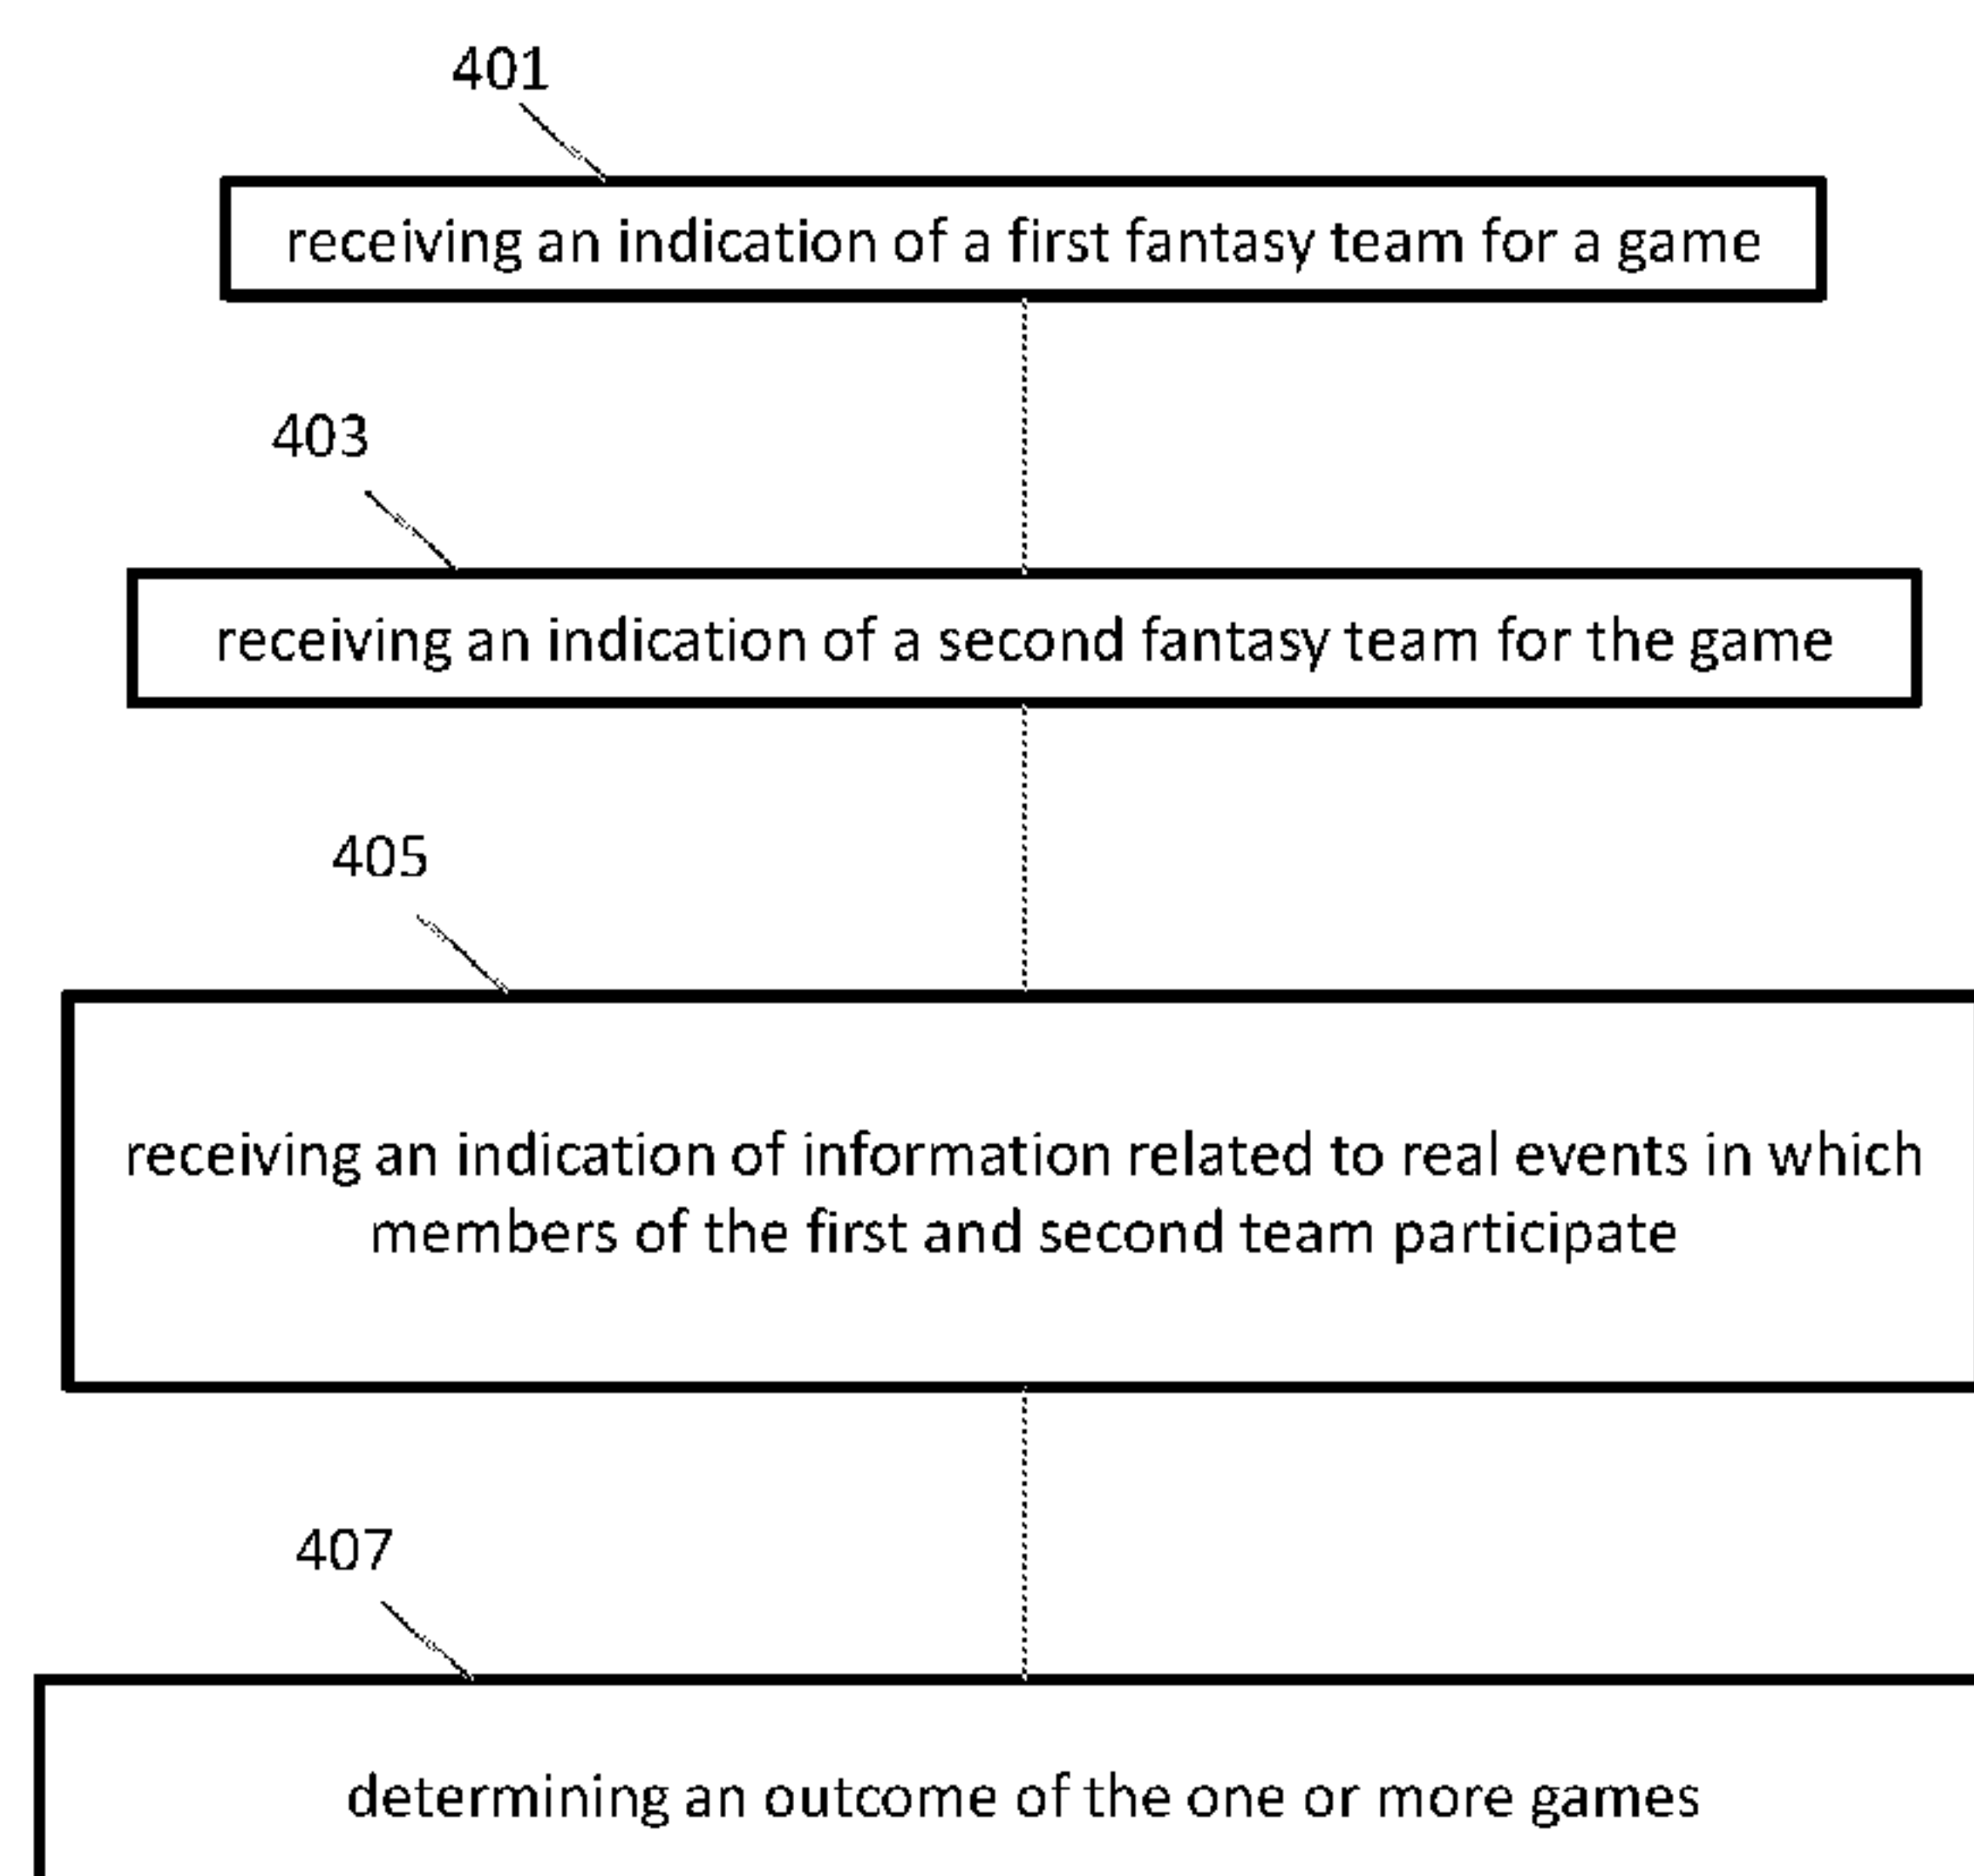 401
receiving an indication of a first fantasy team for a game
403
receiving an indication of a second fantasy team for the game
405
receiving an indication of information related to real events in which
members of the first and second team participate
407
determining an outcome of the one or more games